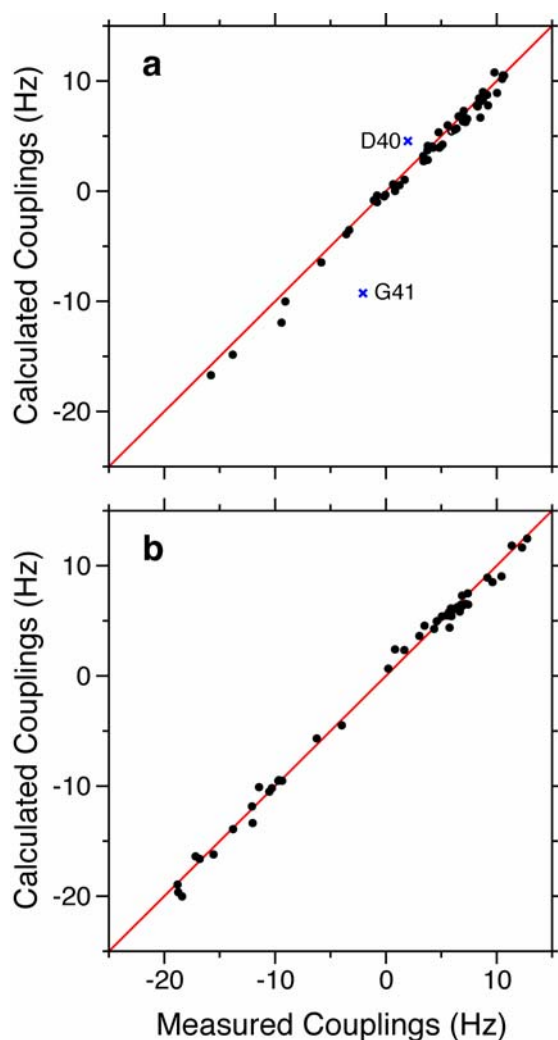 a
10
0
-10
-20
Calculated Couplings (Hz)
D40
G41
b
10
0
-10
-20
Calculated Couplings (Hz)
-20 -10 0 10
Measured Couplings (Hz)